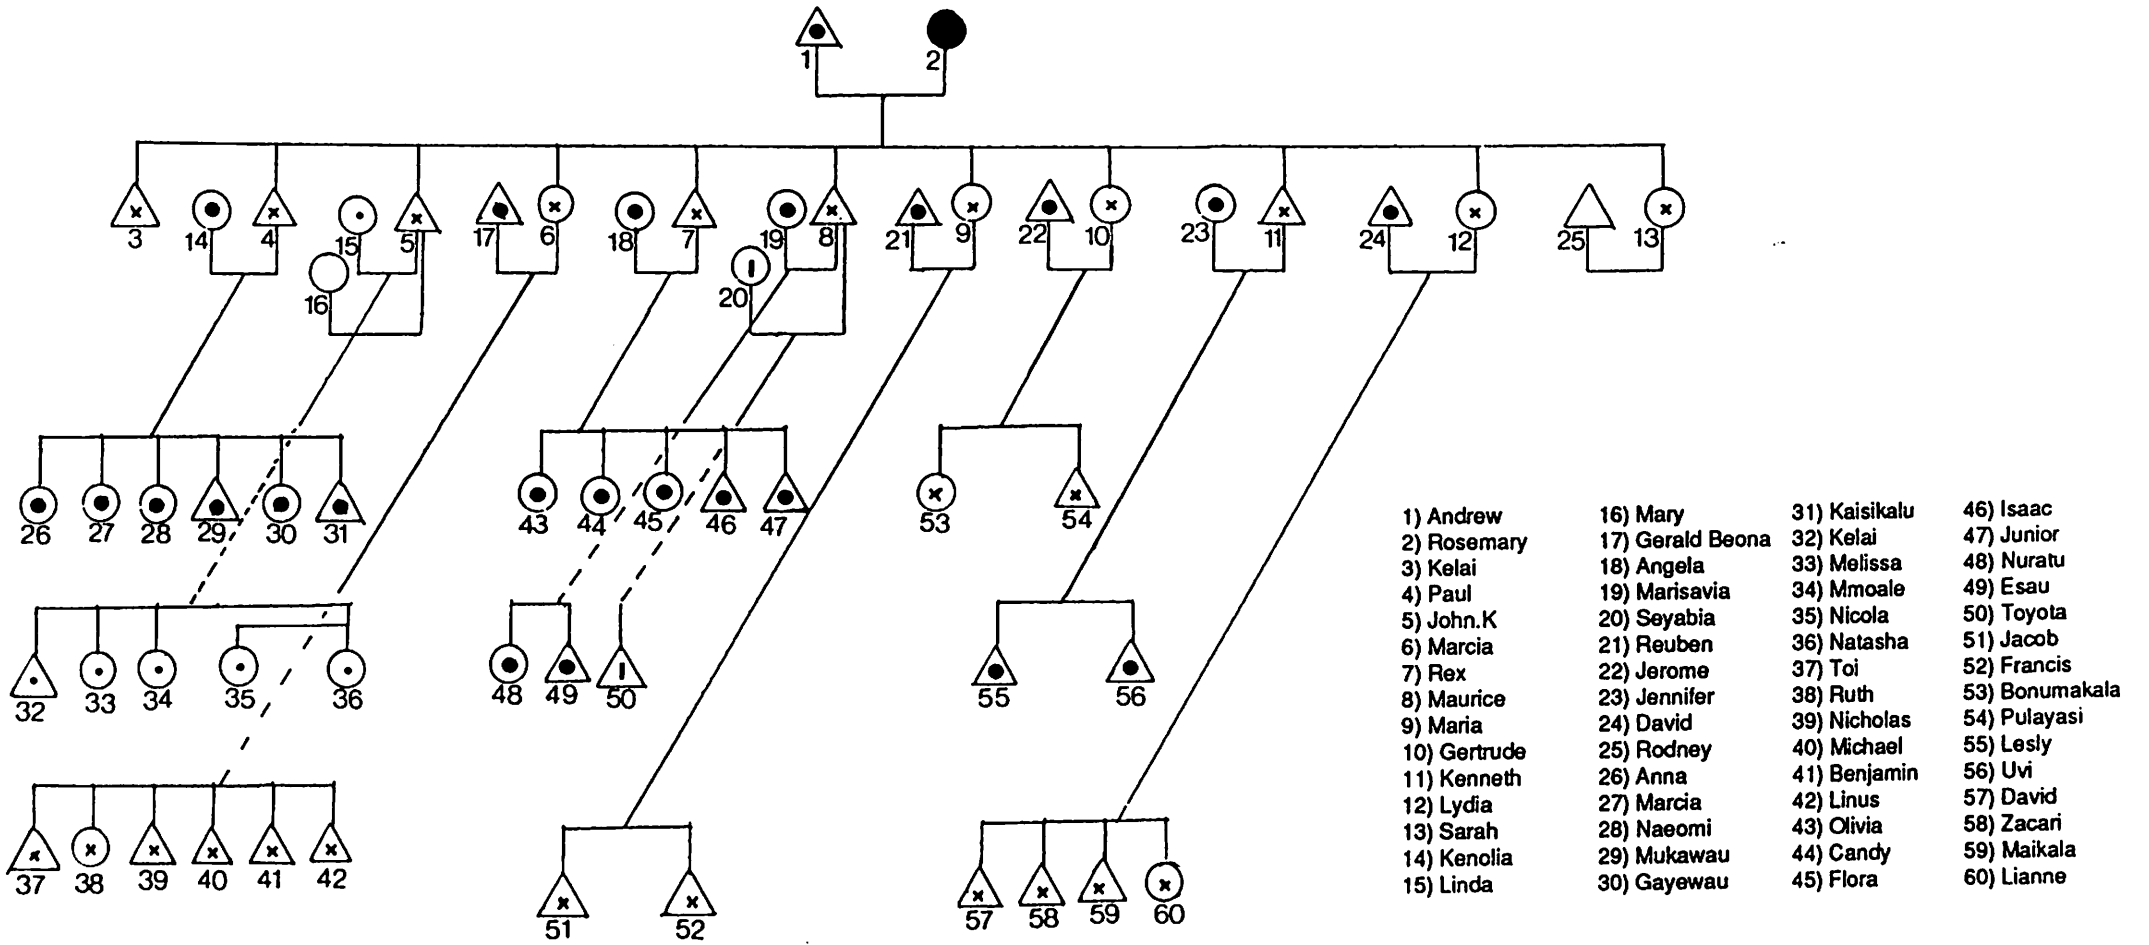 1 2
3 14 4 15 5 17 6 18 7 19 8 21 9 22 10 23 11 24 12 25 13
16 20
26 27 28 29 30 31 43 44 45 46 47 53 54
32 33 34 35 36 48 49 50 55 56
37 38 39 40 41 42 51 52 57 58 59 60
1) Andrew
2) Rosemary
3) Kelai
4) Paul
5) John.K
6) Marcia
7) Rex
8) Maurice
9) Maria
10) Gertrude
11) Kenneth
12) Lydia
13) Sarah
14) Kenolia
15) Linda
16) Mary
17) Gerald Beona
18) Angela
19) Marisavia
20) Seyabia
21) Reuben
22) Jerome
23) Jennifer
24) David
25) Rodney
26) Anna
27) Marcia
28) Naeomi
29) Mukawau
30) Gayewau
31) Kaisikalu
32) Kelai
33) Melissa
34) Mmoale
35) Nicola
36) Natasha
37) Toi
38) Ruth
39) Nicholas
40) Michael
41) Benjamin
42) Linus
43) Olivia
44) Candy
45) Flora
46) Isaac
47) Junior
48) Nuratu
49) Esau
50) Toyota
51) Jacob
52) Francis
53) Bonumakala
54) Pulayasi
55) Lesly
56) Uvi
57) David
58) Zacari
59) Maikala
60) Lianne